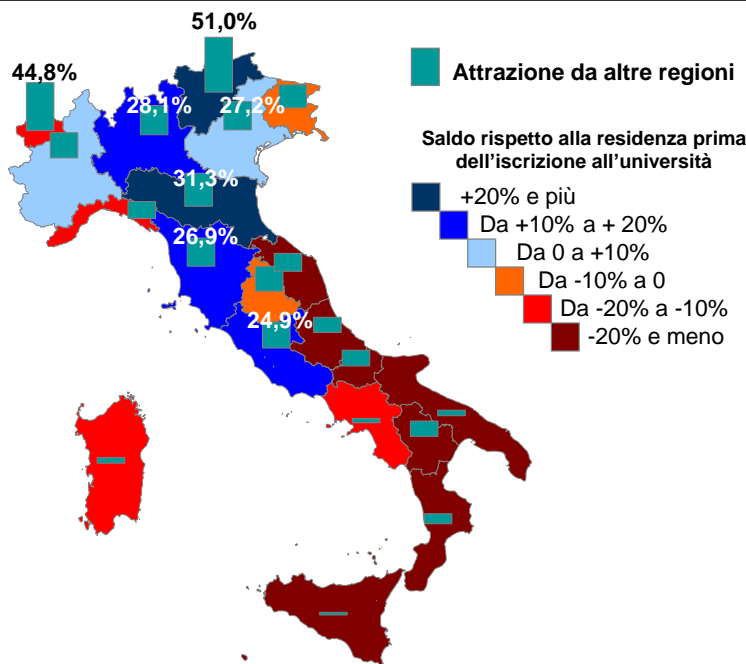 51,0%
44,8%
28,1%
27,2%
31,3%
26,9%
24,9%
Attrazione da altre regioni
Saldo rispetto alla residenza prima
dell'iscrizione all'università
+20% e più
Da +10% a + 20%
Da 0 a +10%
Da -10% a 0
Da -20% a -10%
-20% e meno